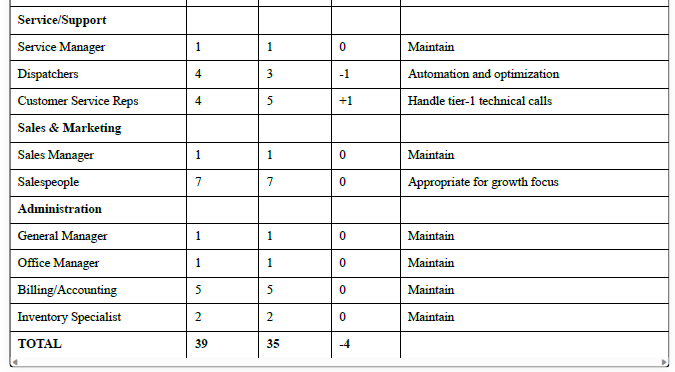 Service/Support
Service Manager 1 1 0 Maintain
Dispatchers 4 3 -1 Automation and optimization
Customer Service Reps 4 5 +1 Handle tier-1 technical calls
Sales & Marketing
Sales Manager 1 1 0 Maintain
Salespeople 7 7 0 Appropriate for growth focus
Administration
General Manager 1 1 0 Maintain
Office Manager 1 1 0 Maintain
Billing/Accounting 5 5 0 Maintain
Inventory Specialist 2 2 0 Maintain
TOTAL 39 35 -4